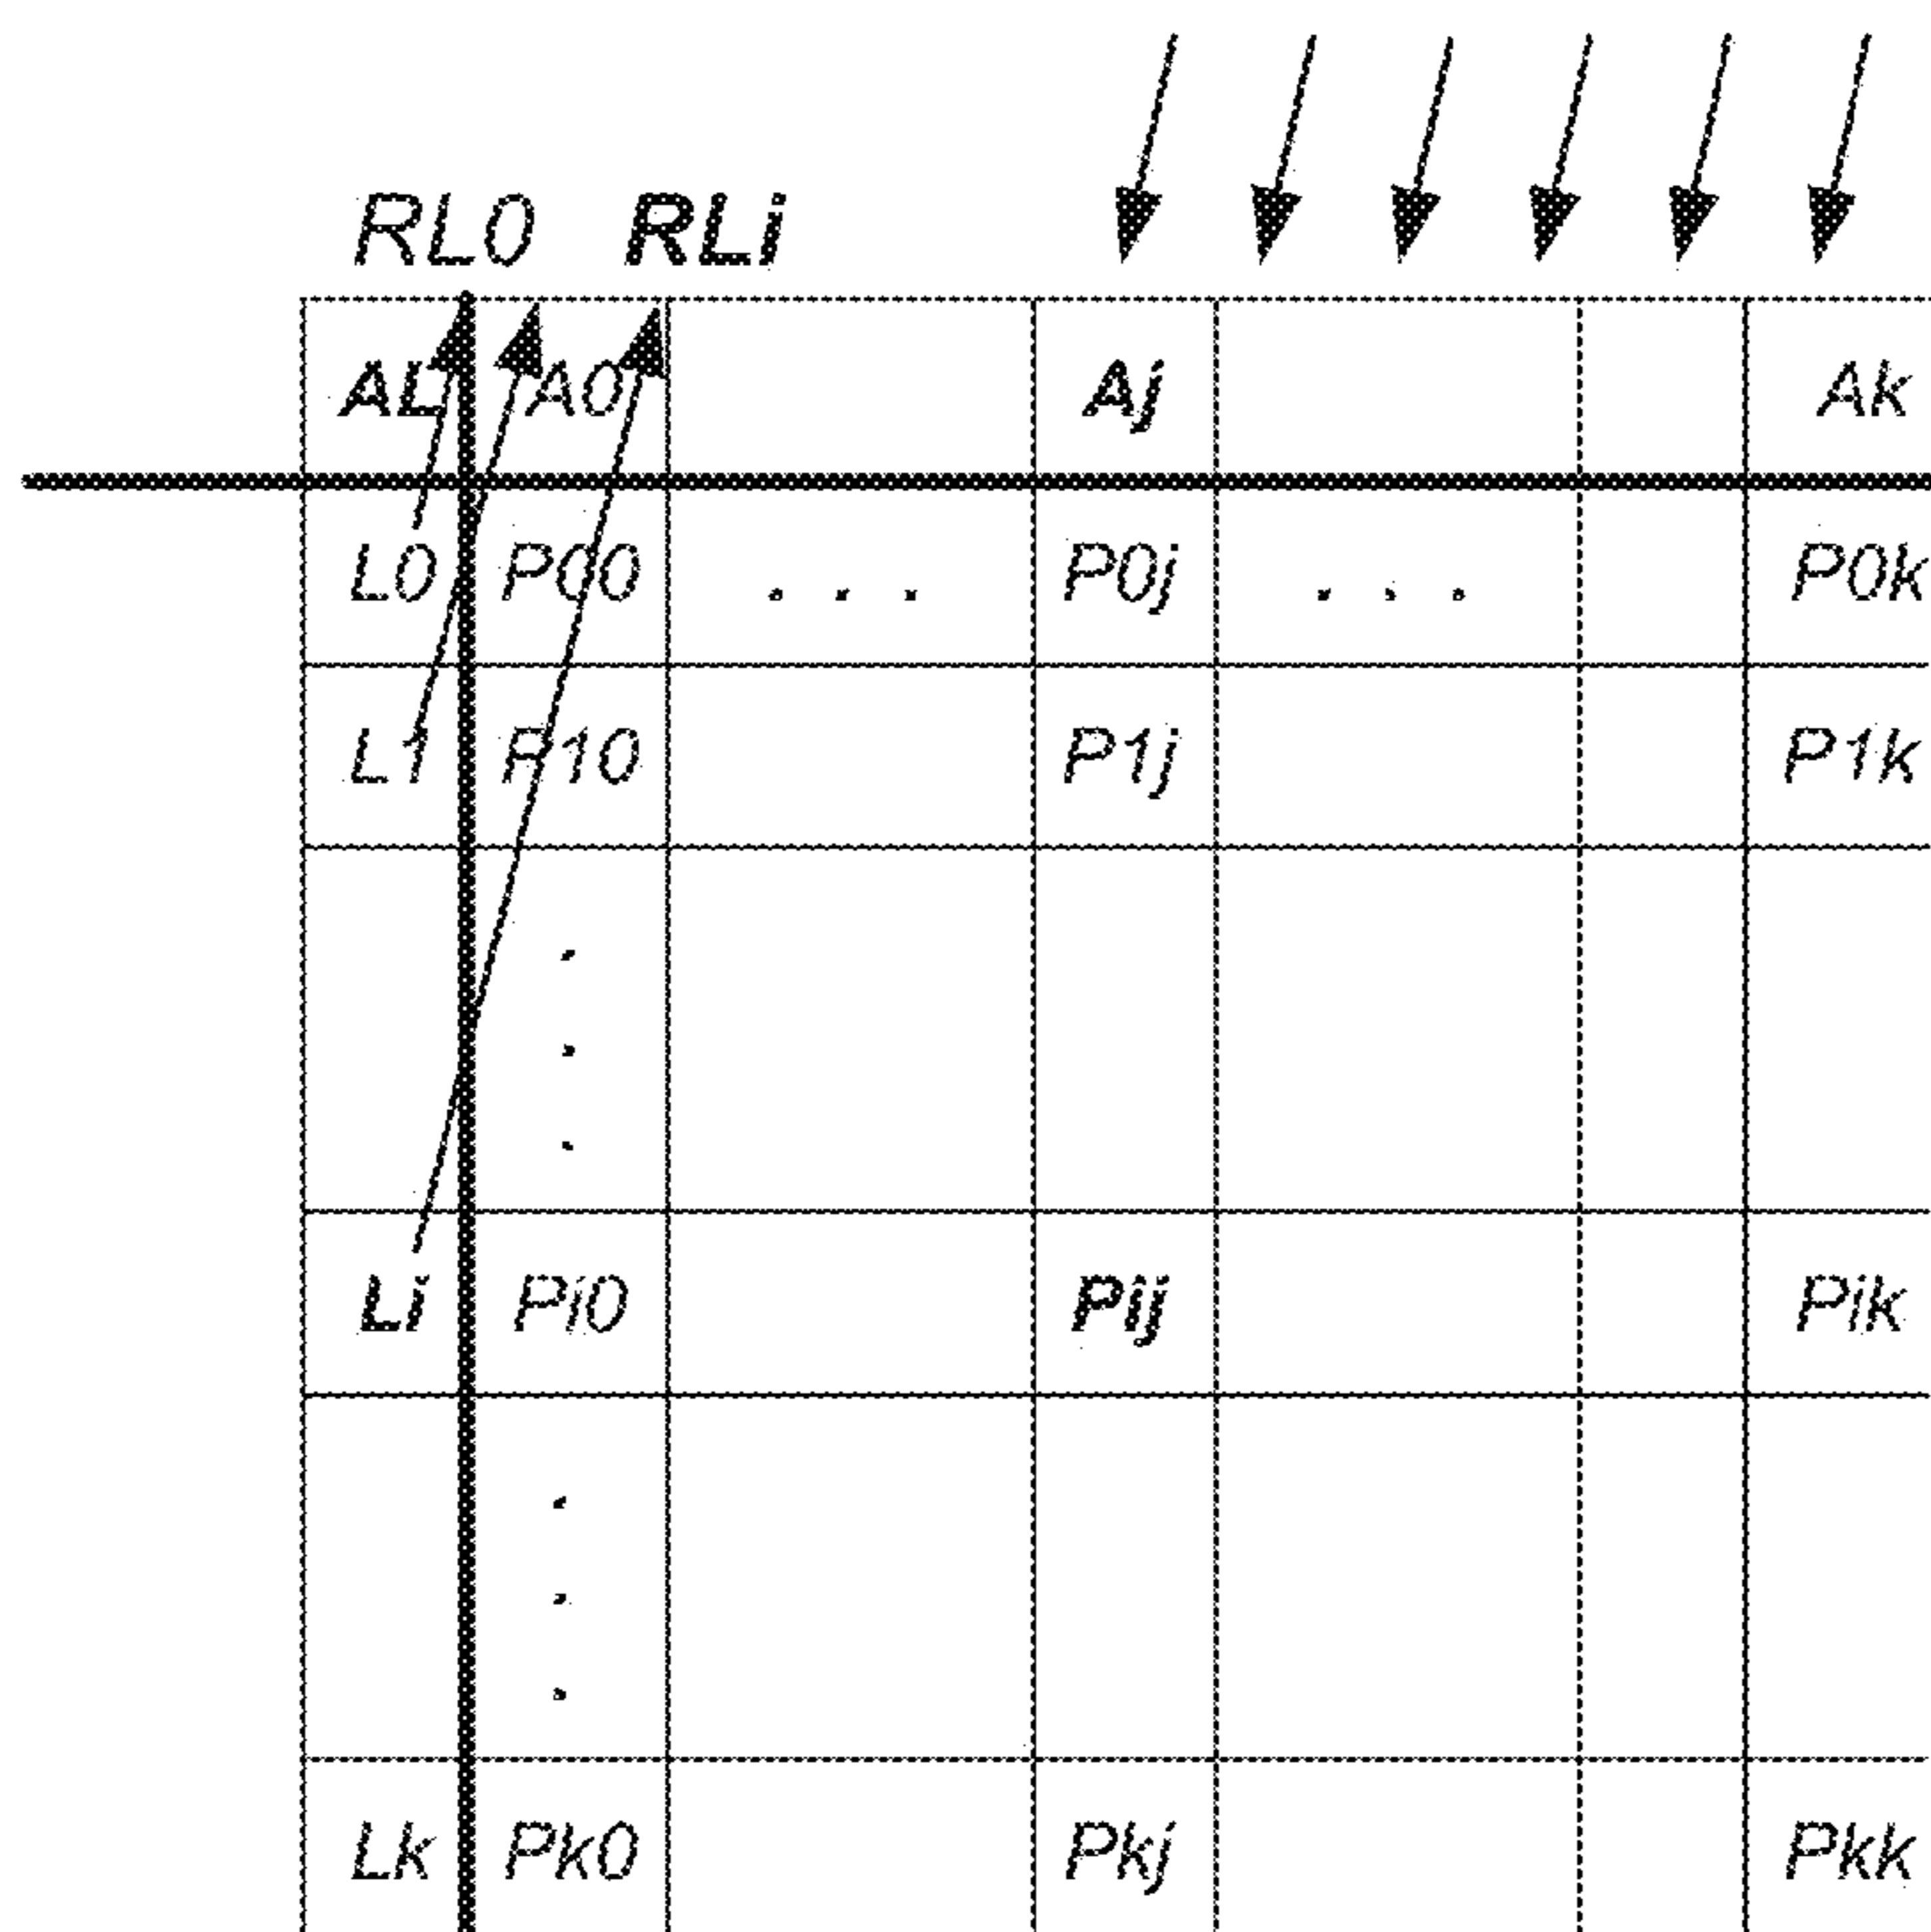 RL0 RLi
AL A0 Aj Ak
L0 P00 . . . P0j . . . P0k
L1 P10 P1j P1k
.
.
.
Li Pi0 Pij Pik
.
.
.
Lk Pk0 Pkj Pkk